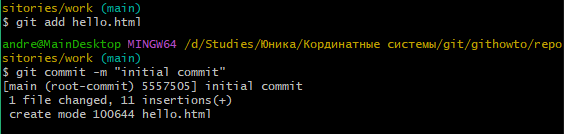 sitories/work (main)
$ git add hello.html
andre@MainDesktop MINGW64 /d/Studies/Юника/Кординатные системы/git/githowto/repo
sitories/work (main)
$ git commit -m "initial commit"
[main (root-commit) 5557505] initial commit
 1 file changed, 11 insertions(+)
 create mode 100644 hello.html